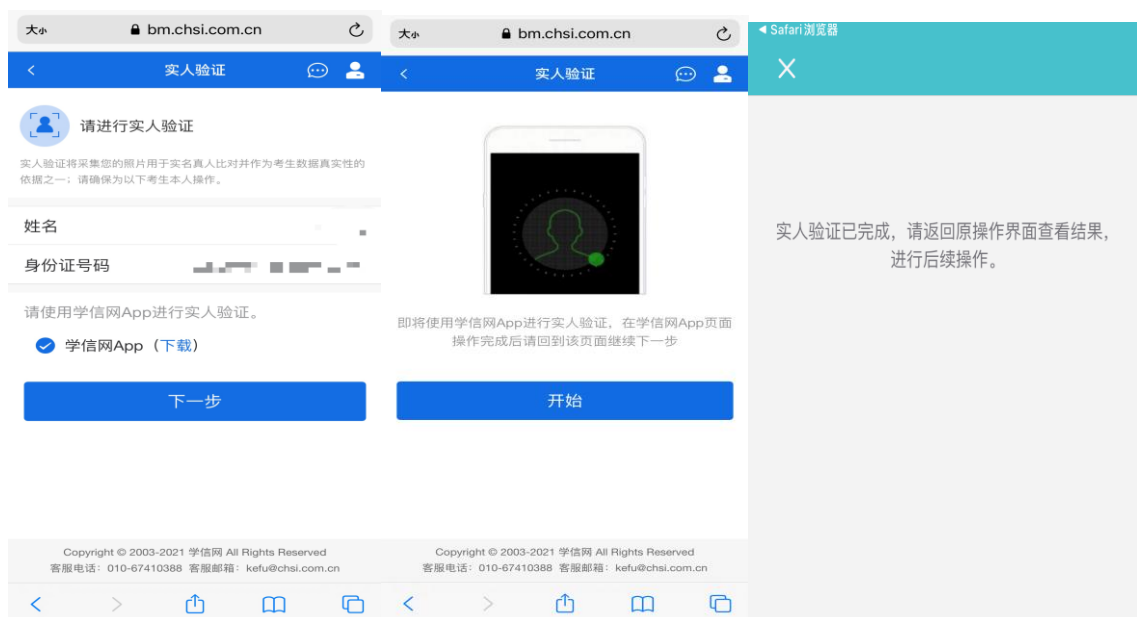 大小 bm.chsi.com.cn
实人验证
请进行实人验证
实人验证将采集您的照片用于实名真人比对并作为考生数据真实性的
依据之一；请确保为以下考生本人操作。
姓名
身份证号码
请使用学信网App进行实人验证。
学信网App（下载）
下一步
Copyright © 2003-2021 学信网 All Rights Reserved
客服电话：010-67410388 客服邮箱：kefu@chsi.com.cn
大小 bm.chsi.com.cn
实人验证
即将使用学信网App进行实人验证，在学信网App页面
操作完成后请回到该页面继续下一步
开始
Copyright © 2003-2021 学信网 All Rights Reserved
客服电话：010-67410388 客服邮箱：kefu@chsi.com.cn
Safari浏览器
实人验证已完成，请返回原操作界面查看结果，
进行后续操作。